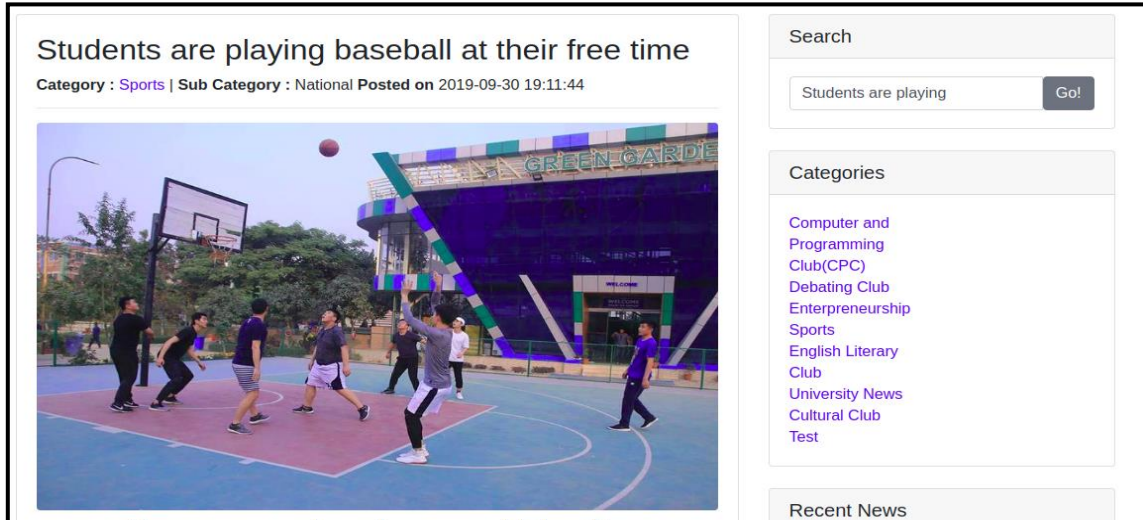 Students are playing baseball at their free time
Category : Sports | Sub Category : National Posted on 2019-09-30 19:11:44
GREEN GARDE
WELCOME
WELCOME
Search
Students are playing
Go!
Categories
Computer and
Programming
Club(CPC)
Debating Club
Enterpreneurship
Sports
English Literary
Club
University News
Cultural Club
Test
Recent News